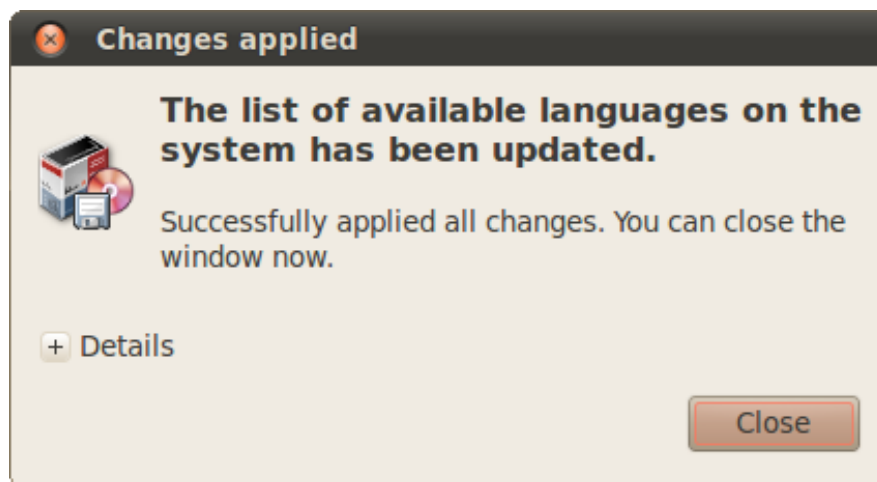 Changes applied
The list of available languages on the
system has been updated.
Successfully applied all changes. You can close the
window now.
Details
Close